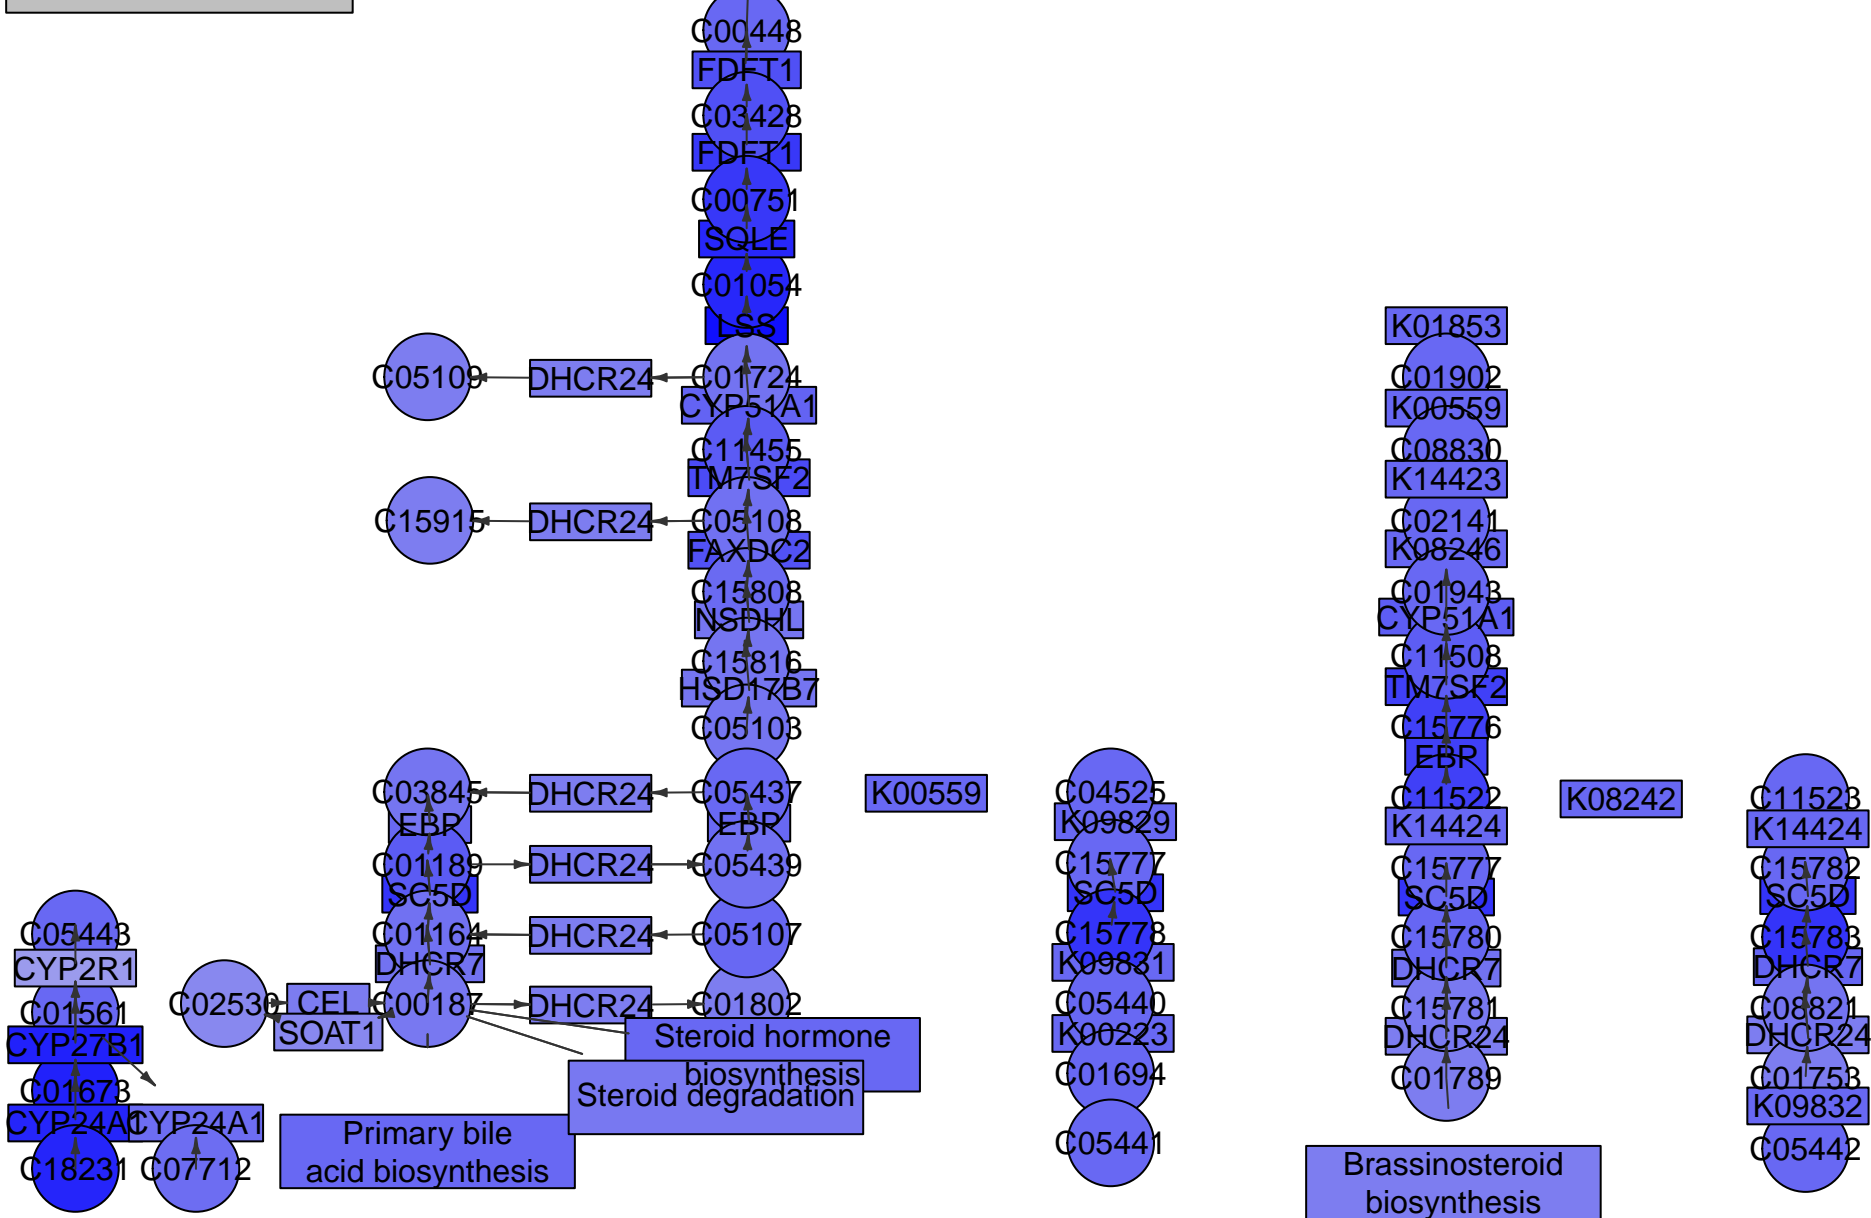 C00448
FDFT1
C03428
FDFT1
C00751
SQLE
C01054
LSS
K01853
C05109
DHCR24
C01724
C01902
CYP51A1
K00559
C11455
C08830
TM7SF2
K14423
C15915
DHCR24
C05108
C02141
FAXDC2
K08246
C15808
C01943
NSDHL
CYP51A1
C15816
C11508
HSD17B7
TM7SF2
C05103
C15776
EBP
C03845
DHCR24
C05437
K00559
C04525
C11522
K08242
C11523
EBP
EBP
K09829
K14424
K14424
C01189
DHCR24
C05439
C15777
C15777
C15782
SC5D
SC5D
SC5D
SC5D
C05443
C01164
DHCR24
C05107
C15778
C15780
C15783
CYP2R1
DHCR7
K09831
DHCR7
DHCR7
C02530
CEL
C00187
DHCR24
C01802
C05440
C15781
C08821
C01561
SOAT1
Steroid hormone
biosynthesis
K00223
DHCR24
DHCR24
CYP27B1
C01673
Steroid degradation
C01694
C01789
C01753
CYP24A1
CYP24A1
K09832
Primary bile
acid biosynthesis
C05441
C05442
C18231
C07712
Brassinosteroid
biosynthesis